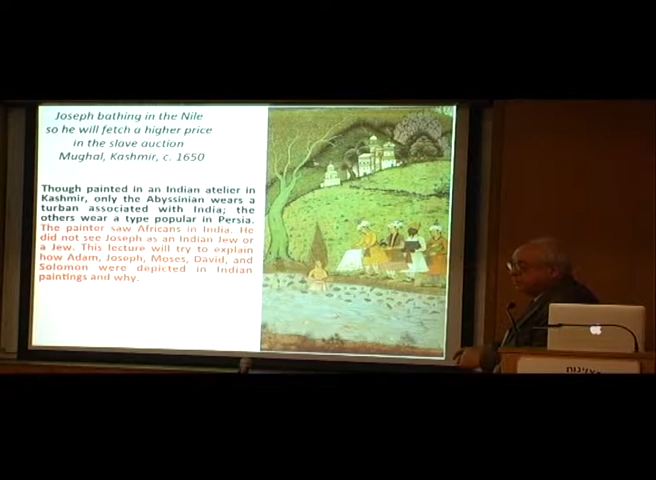 Joseph bathing in the Nile
so he will fetch a higher price
in the slave auction
Mughal, Kashmir, c. 1650
Though painted in an Indian atelier in
Kashmir, only the Abyssinian wears a
turban associated with India; the
others wear a type popular in Persia.
The painter saw Africans in India. He
did not see Joseph as an Indian Jew or
a Jew. This lecture will try to explain
how Adam, Joseph, Moses, David, and
Solomon were depicted in Indian
paintings and why.